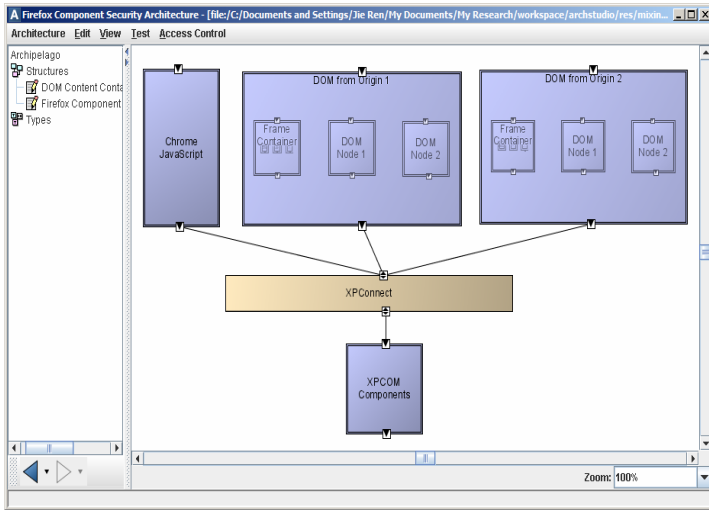 Firefox Component Security Architecture - [file:/C:/Documents and Settings/Jie Ren/My Documents/My Research/workspace/archstudio/res/mixin...
Architecture Edit View Test Access Control
Archipelago
Structures
DOM Content Conta
Firefox Component
Types
Chrome
JavaScript
DOM from Origin 1
Frame
Container
DOM
Node 1
DOM
Node 2
DOM from Origin 2
Frame
Container
DOM
Node 1
DOM
Node 2
XPConnect
XPCOM
Components
Zoom: 100%